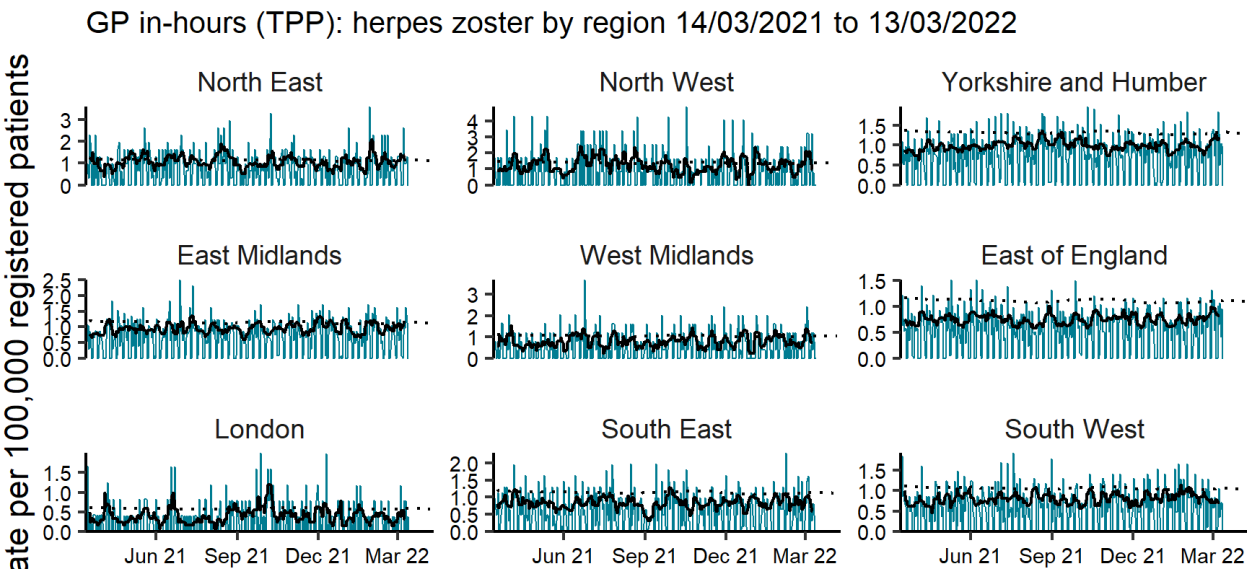 GP in-hours (TPP): herpes zoster by region 14/03/2021 to 13/03/2022
ate per 100,000 registered patients
North East
North West
Yorkshire and Humber
3
2
1
0
4
3
2
1
0
1.5
1.0
0.5
0.0
East Midlands
West Midlands
East of England
2.5
2.0
1.5
1.0
0.5
0.0
3
2
1
0
1.5
1.0
0.5
0.0
London
South East
South West
1.5
1.0
0.5
0.0
2.0
1.5
1.0
0.5
0.0
1.5
1.0
0.5
0.0
Jun 21 Sep 21 Dec 21 Mar 22
Jun 21 Sep 21 Dec 21 Mar 22
Jun 21 Sep 21 Dec 21 Mar 22